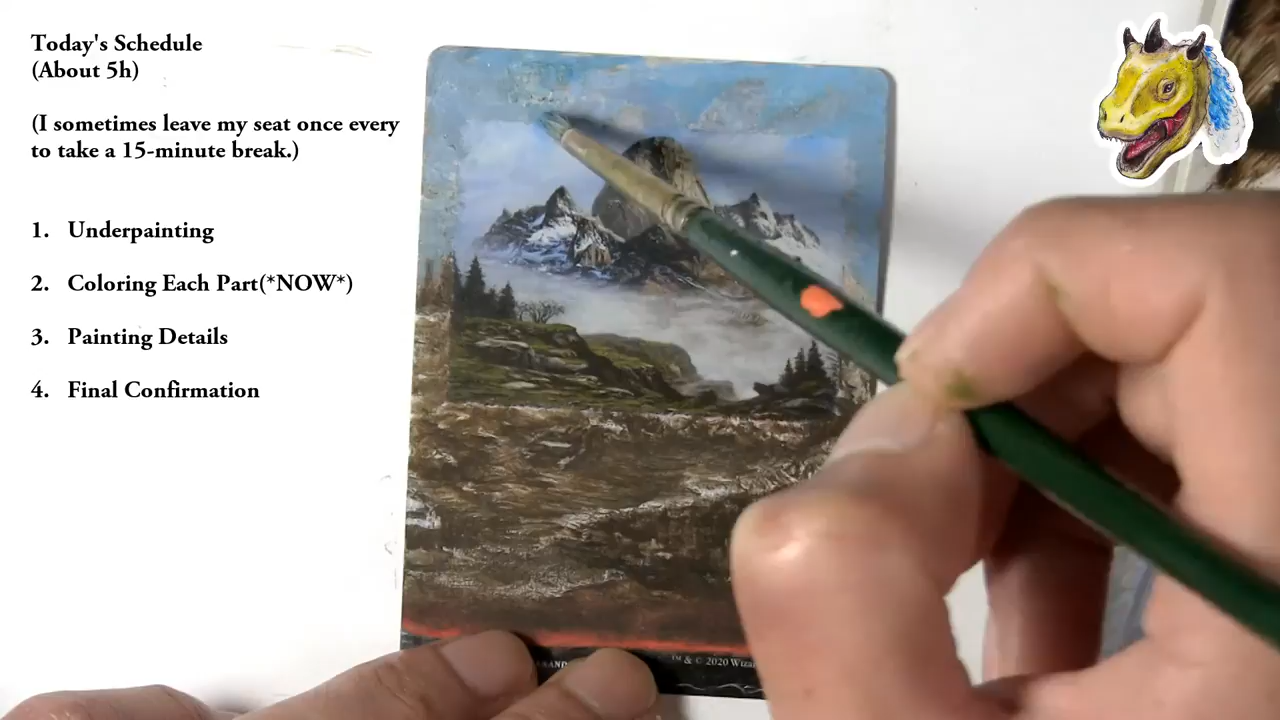 Today's Schedule
(About 5h)
(I sometimes leave my seat once every
to take a 15-minute break.)
1. Underpainting
2. Coloring Each Part(*NOW*)
3. Painting Details
4. Final Confirmation
™ & © 2020